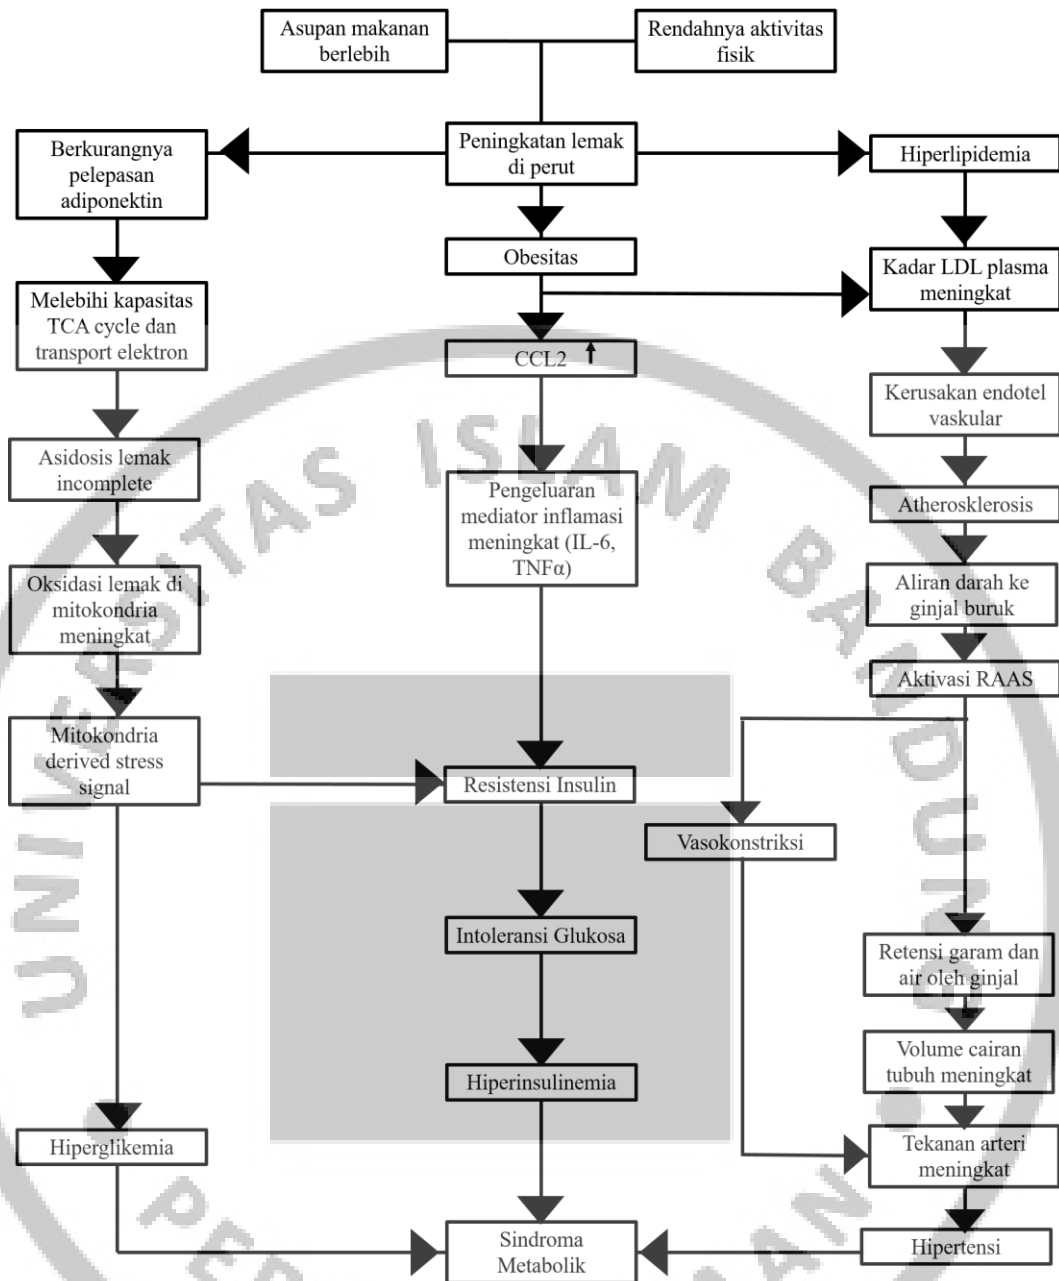 Asupan makanan
berlebih
Rendahnya aktivitas
fisik
Berkurangnya
pelepasan
adiponektin
Peningkatan lemak
di perut
Hiperlipidemia
Obesitas
Kadar LDL plasma
meningkat
Melebihi kapasitas
TCA cycle dan
transport elektron
CCL2 ↑
Kerusakan endotel
vaskular
Asidosis lemak
incomplete
Pengeluaran
mediator inflamasi
meningkat (IL-6,
TNFα)
Atherosklerosis
Oksidasi lemak di
mitokondria
meningkat
Aliran darah ke
ginjal buruk
Aktivasi RAAS
Mitokondria
derived stress
signal
Resistensi Insulin
Vasokonstriksi
Intoleransi Glukosa
Retensi garam dan
air oleh ginjal
Volume cairan
tubuh meningkat
Hiperinsulinemia
Hiperglikemia
Tekanan arteri
meningkat
Sindroma
Metabolik
Hipertensi
UNIVERSITAS ISLAM BANDUNG